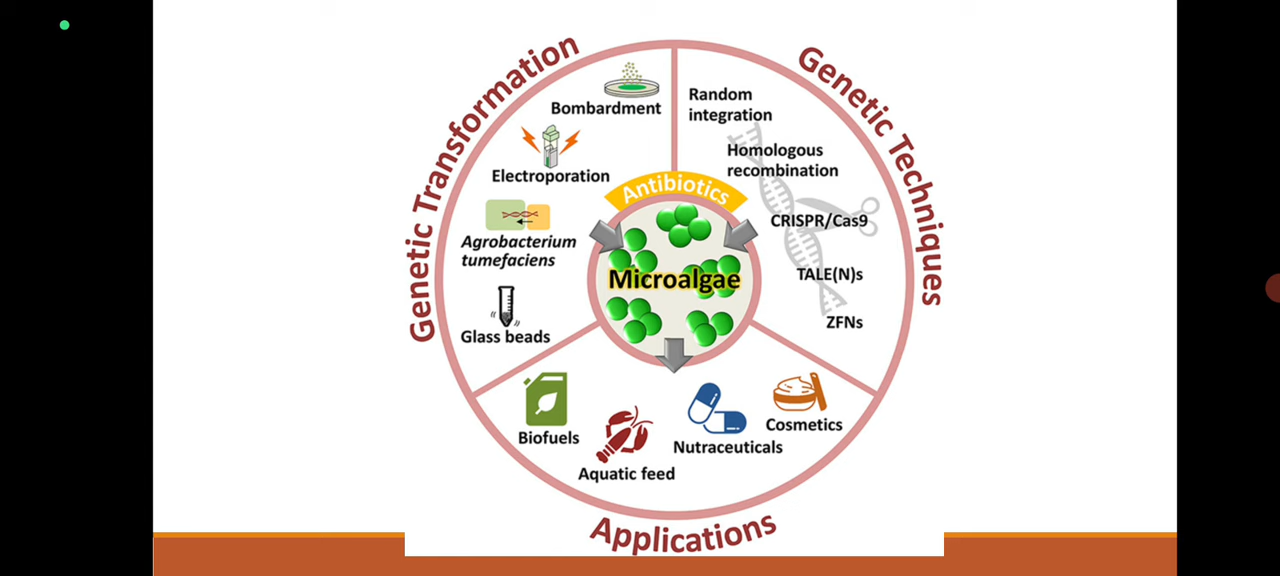 Genetic Transformation
Bombardment
Electroporation
Agrobacterium
tumefaciens
Glass beads
Genetic Techniques
Random
integration
Homologous
recombination
CRISPR/Cas9
TALE(N)s
ZFNs
Antibiotics
Microalgae
Biofuels
Aquatic feed
Nutraceuticals
Cosmetics
Applications